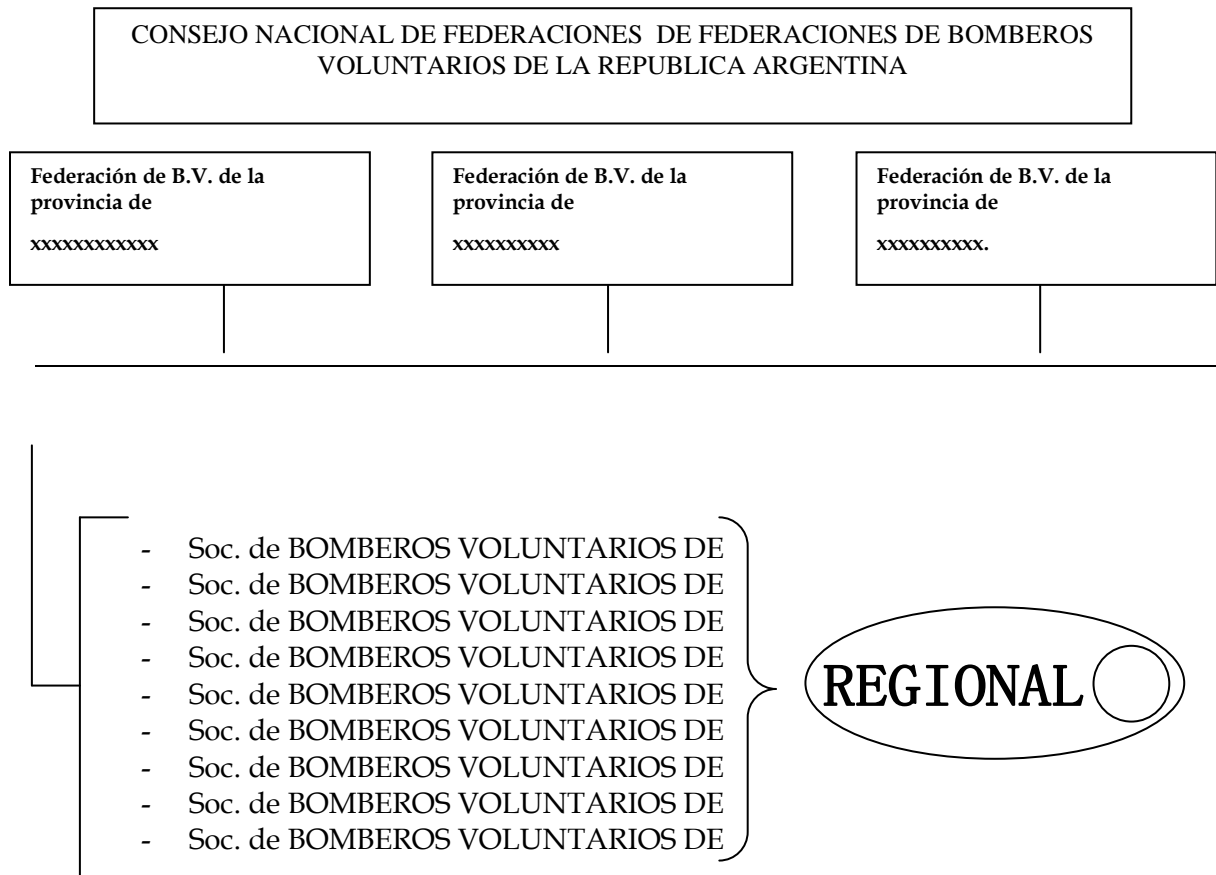 CONSEJO NACIONAL DE FEDERACIONES DE FEDERACIONES DE BOMBEROS
VOLUNTARIOS DE LA REPUBLICA ARGENTINA
Federación de B.V. de la
provincia de
xxxxxxxxxxxx
Federación de B.V. de la
provincia de
xxxxxxxxxx
Federación de B.V. de la
provincia de
xxxxxxxxxx.
- Soc. de BOMBEROS VOLUNTARIOS DE
- Soc. de BOMBEROS VOLUNTARIOS DE
- Soc. de BOMBEROS VOLUNTARIOS DE
- Soc. de BOMBEROS VOLUNTARIOS DE
- Soc. de BOMBEROS VOLUNTARIOS DE
- Soc. de BOMBEROS VOLUNTARIOS DE
- Soc. de BOMBEROS VOLUNTARIOS DE
- Soc. de BOMBEROS VOLUNTARIOS DE
- Soc. de BOMBEROS VOLUNTARIOS DE
REGIONAL